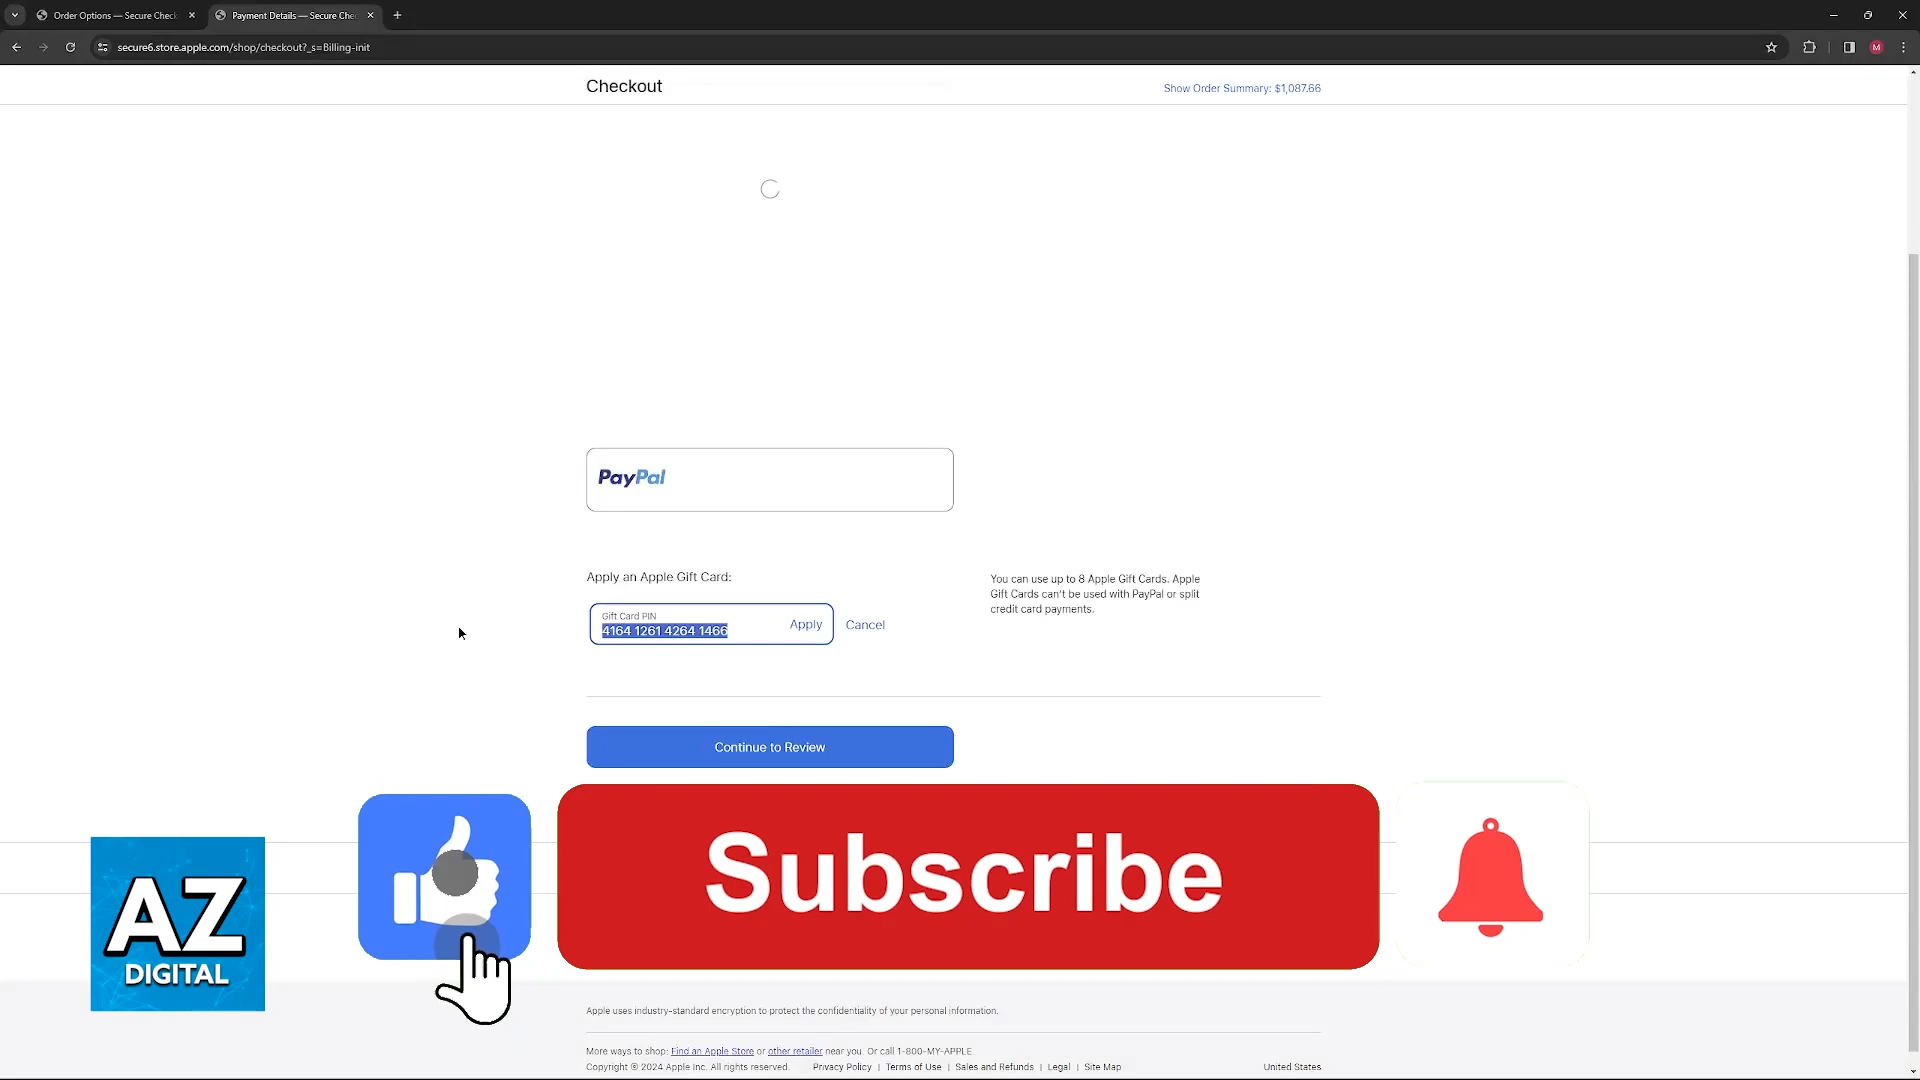 Order Options — Secure Check
Payment Details — Secure Che
secure6.store.apple.com/shop/checkout?_s=Billing-init
M
Checkout
Show Order Summary: $1,087.66
PayPal
Apply an Apple Gift Card:
You can use up to 8 Apple Gift Cards. Apple
Gift Cards can't be used with PayPal or split
credit card payments.
Gift Card PIN
4164 1261 4264 1466
Apply
Cancel
Continue to Review
Subscribe
AZ
DIGITAL
Apple uses industry-standard encryption to protect the confidentiality of your personal information.
More ways to shop: Find an Apple Store or other retailer near you. Or call 1-800-MY-APPLE.
Copyright © 2024 Apple Inc. All rights reserved. Privacy Policy | Terms of Use | Sales and Refunds | Legal | Site Map United States